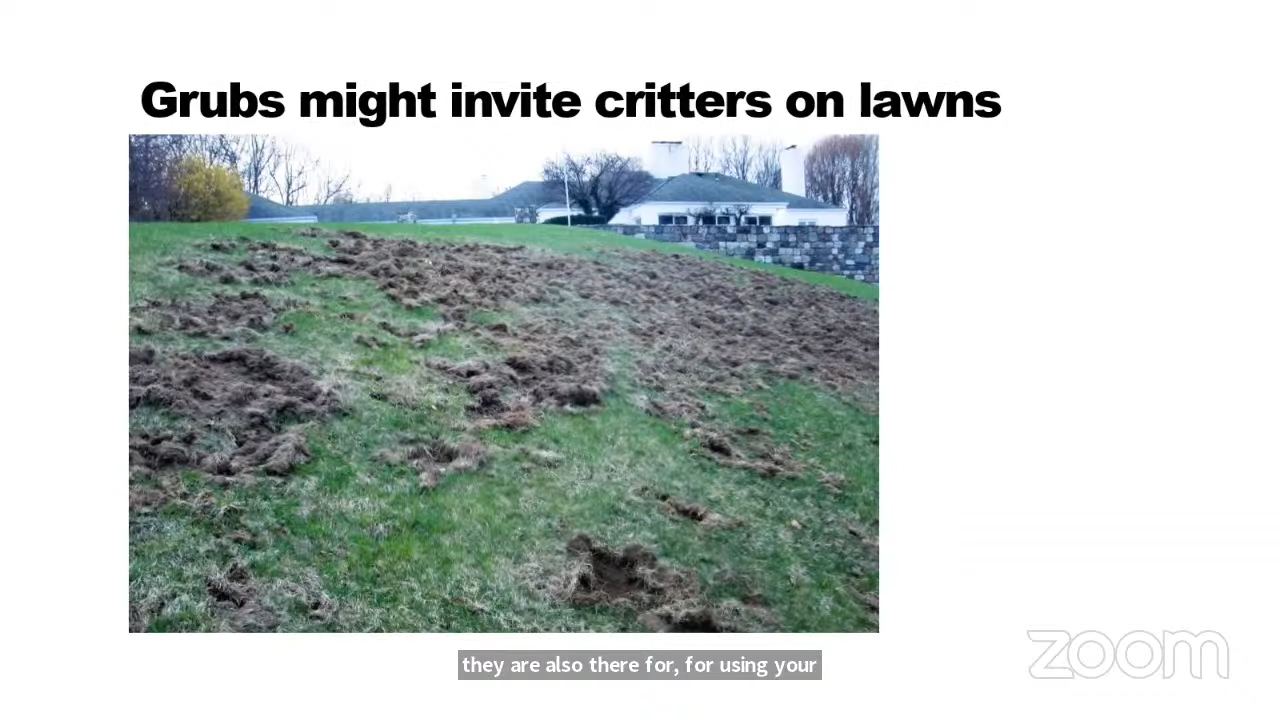 Grubs might invite critters on lawns
they are also there for, for using your
zoom